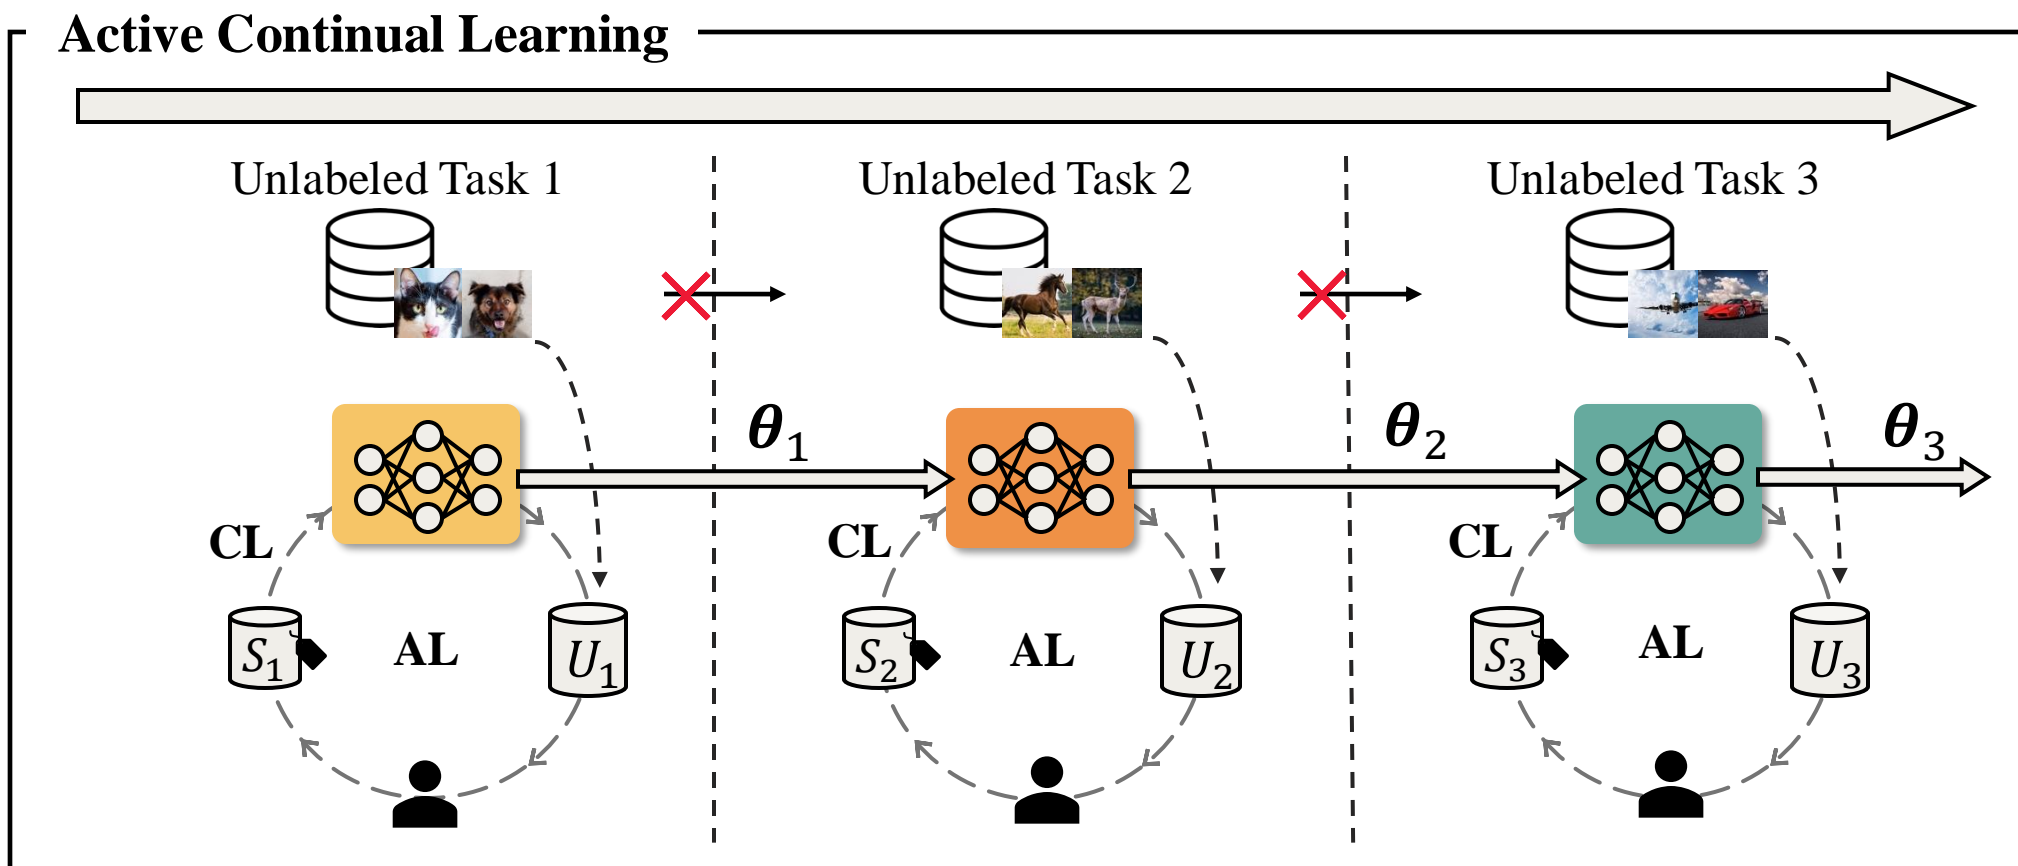 Active Continual Learning
Unlabeled Task 1
Unlabeled Task 2
Unlabeled Task 3
θ₁
θ₂
θ₃
CL
CL
CL
S₁
AL
U₁
S₂
AL
U₂
S₃
AL
U₃